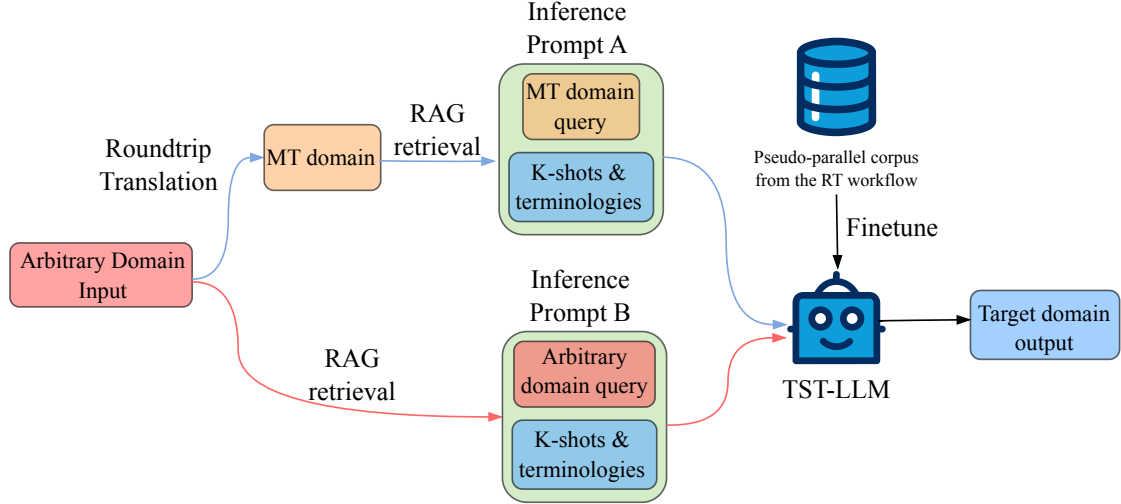 Inference
Prompt A
MT domain
query
K-shots &
terminologies
RAG
retrieval
Roundtrip
Translation
MT domain
Pseudo-parallel corpus
from the RT workflow
Finetune
Arbitrary Domain
Input
Inference
Prompt B
Arbitrary
domain query
K-shots &
terminologies
RAG
retrieval
TST-LLM
Target domain
output